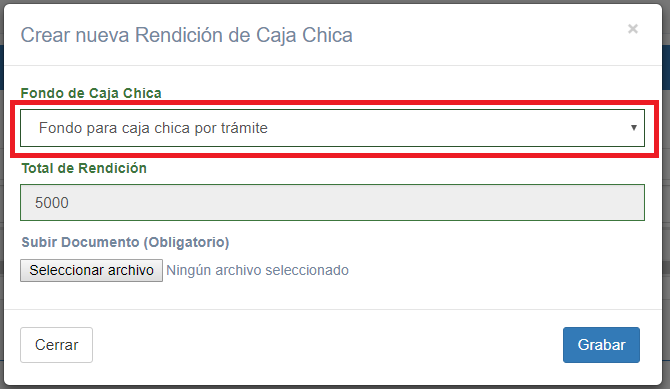 Crear nueva Rendición de Caja Chica
×
Fondo de Caja Chica
Fondo para caja chica por trámite
Total de Rendición
5000
Subir Documento (Obligatorio)
Seleccionar archivo Ningún archivo seleccionado
Cerrar Grabar